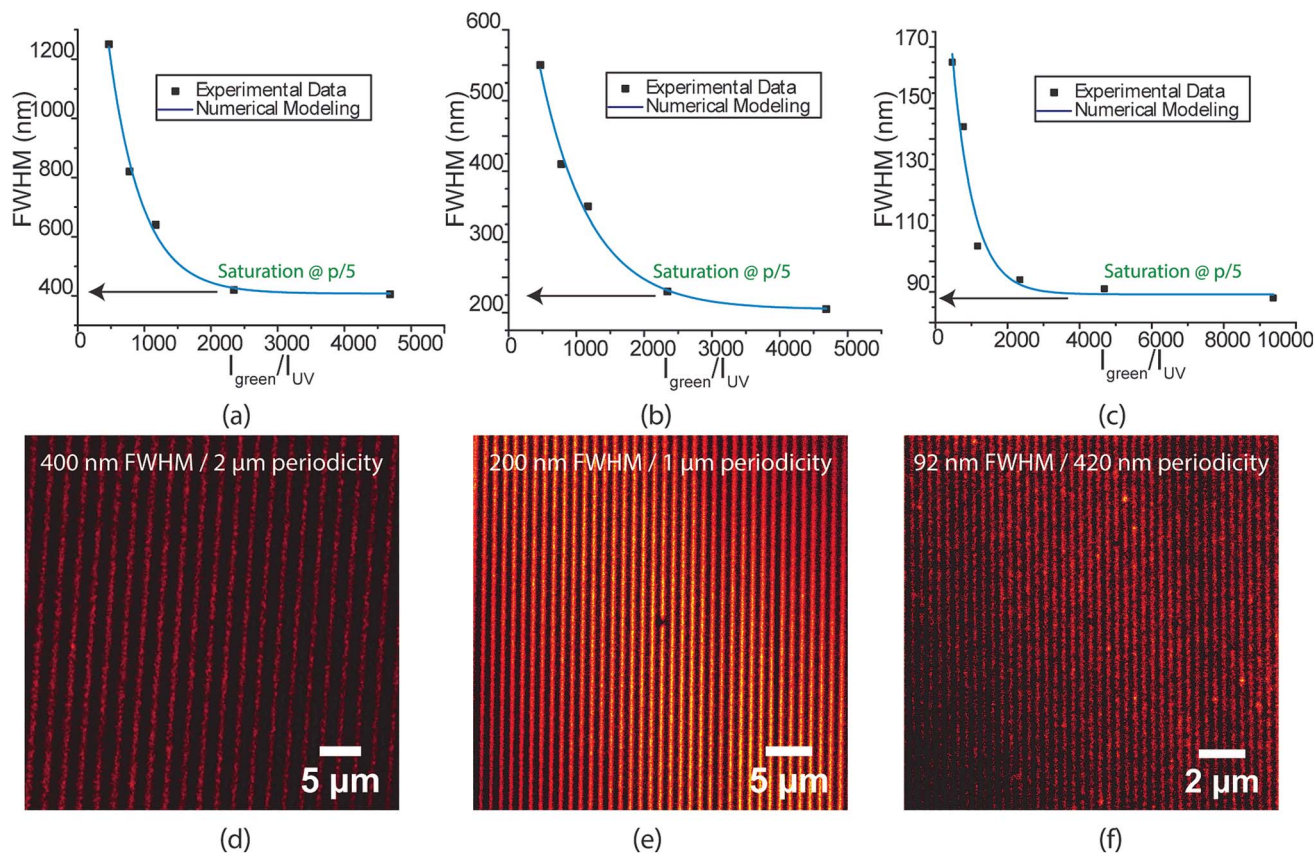 1200
1000
800
600
400
FWHM (nm)
Experimental Data
Numerical Modeling
Saturation @ p/5
0 1000 2000 3000 4000 5000
Igreen/IUV
(a)
600
550
500
450
400
350
300
250
200
FWHM (nm)
Experimental Data
Numerical Modeling
Saturation @ p/5
0 1000 2000 3000 4000 5000
Igreen/IUV
(b)
170
150
130
110
90
FWHM (nm)
Experimental Data
Numerical Modeling
Saturation @ p/5
0 2000 4000 6000 8000 10000
Igreen/IUV
(c)
400 nm FWHM / 2 μm periodicity
5 μm
(d)
200 nm FWHM / 1 μm periodicity
5 μm
(e)
92 nm FWHM / 420 nm periodicity
2 μm
(f)